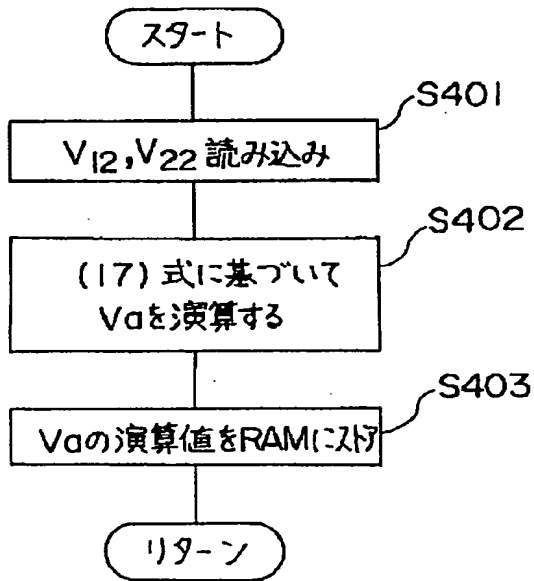 スタート
S401
V12,V22 読み込み
S402
(17)式に基づいて
Vaを演算する
S403
Vaの演算値をRAMにストア
リターン